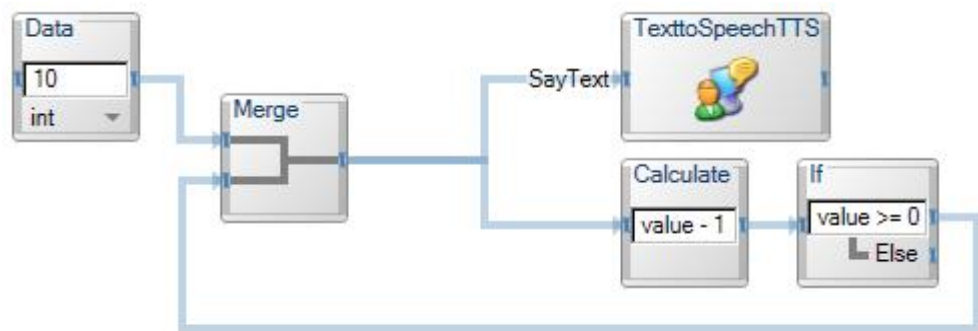 Data
10
int
Merge
SayText
TexttoSpeechTTS
Calculate
value - 1
If
value >= 0
Else